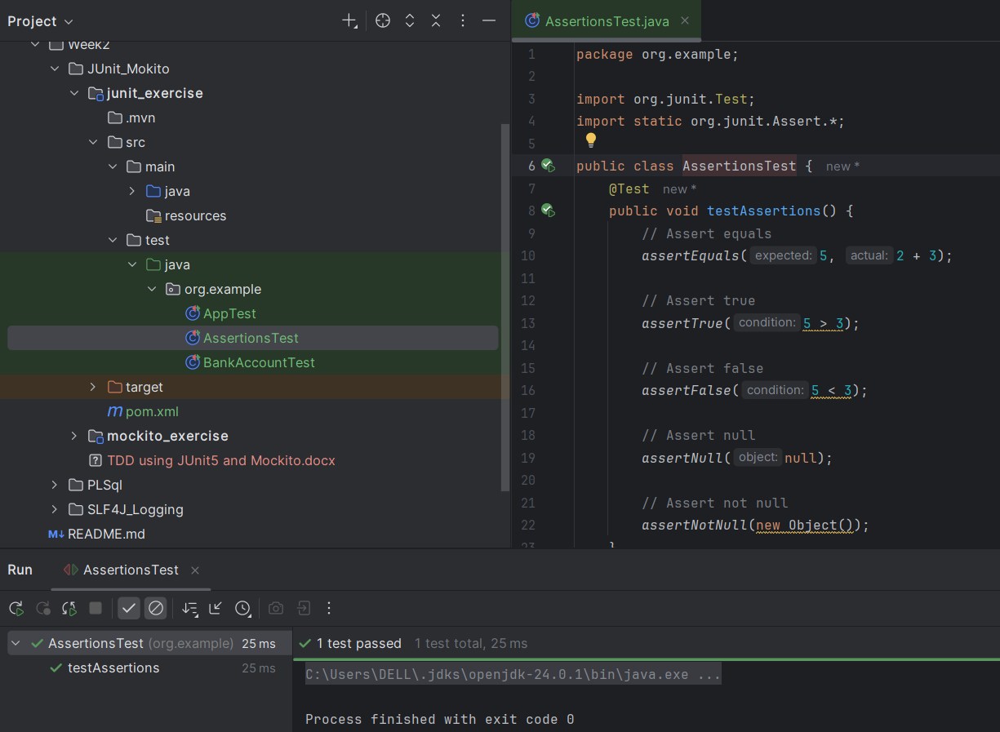 Project
Week2
JUnit_Mokito
junit_exercise
.mvn
src
main
java
resources
test
java
org.example
AppTest
AssertionsTest
BankAccountTest
target
m pom.xml
mockito_exercise
? TDD using JUnit5 and Mockito.docx
PLSql
SLF4J_Logging
M↓ README.md
AssertionsTest.java
1 package org.example;
2
3 import org.junit.Test;
4 import static org.junit.Assert.*;
5
6 public class AssertionsTest { new *
7 @Test new *
8 public void testAssertions() {
9 // Assert equals
10 assertEquals( expected: 5, actual: 2 + 3);
11
12 // Assert true
13 assertTrue( condition: 5 > 3);
14
15 // Assert false
16 assertFalse( condition: 5 < 3);
17
18 // Assert null
19 assertNull( object: null);
20
21 // Assert not null
22 assertNotNull(new Object());
23 }
Run AssertionsTest
AssertionsTest (org.example) 25 ms
testAssertions 25 ms
1 test passed 1 test total, 25 ms
C:\Users\DELL\.jdks\openjdk-24.0.1\bin\java.exe ...
Process finished with exit code 0